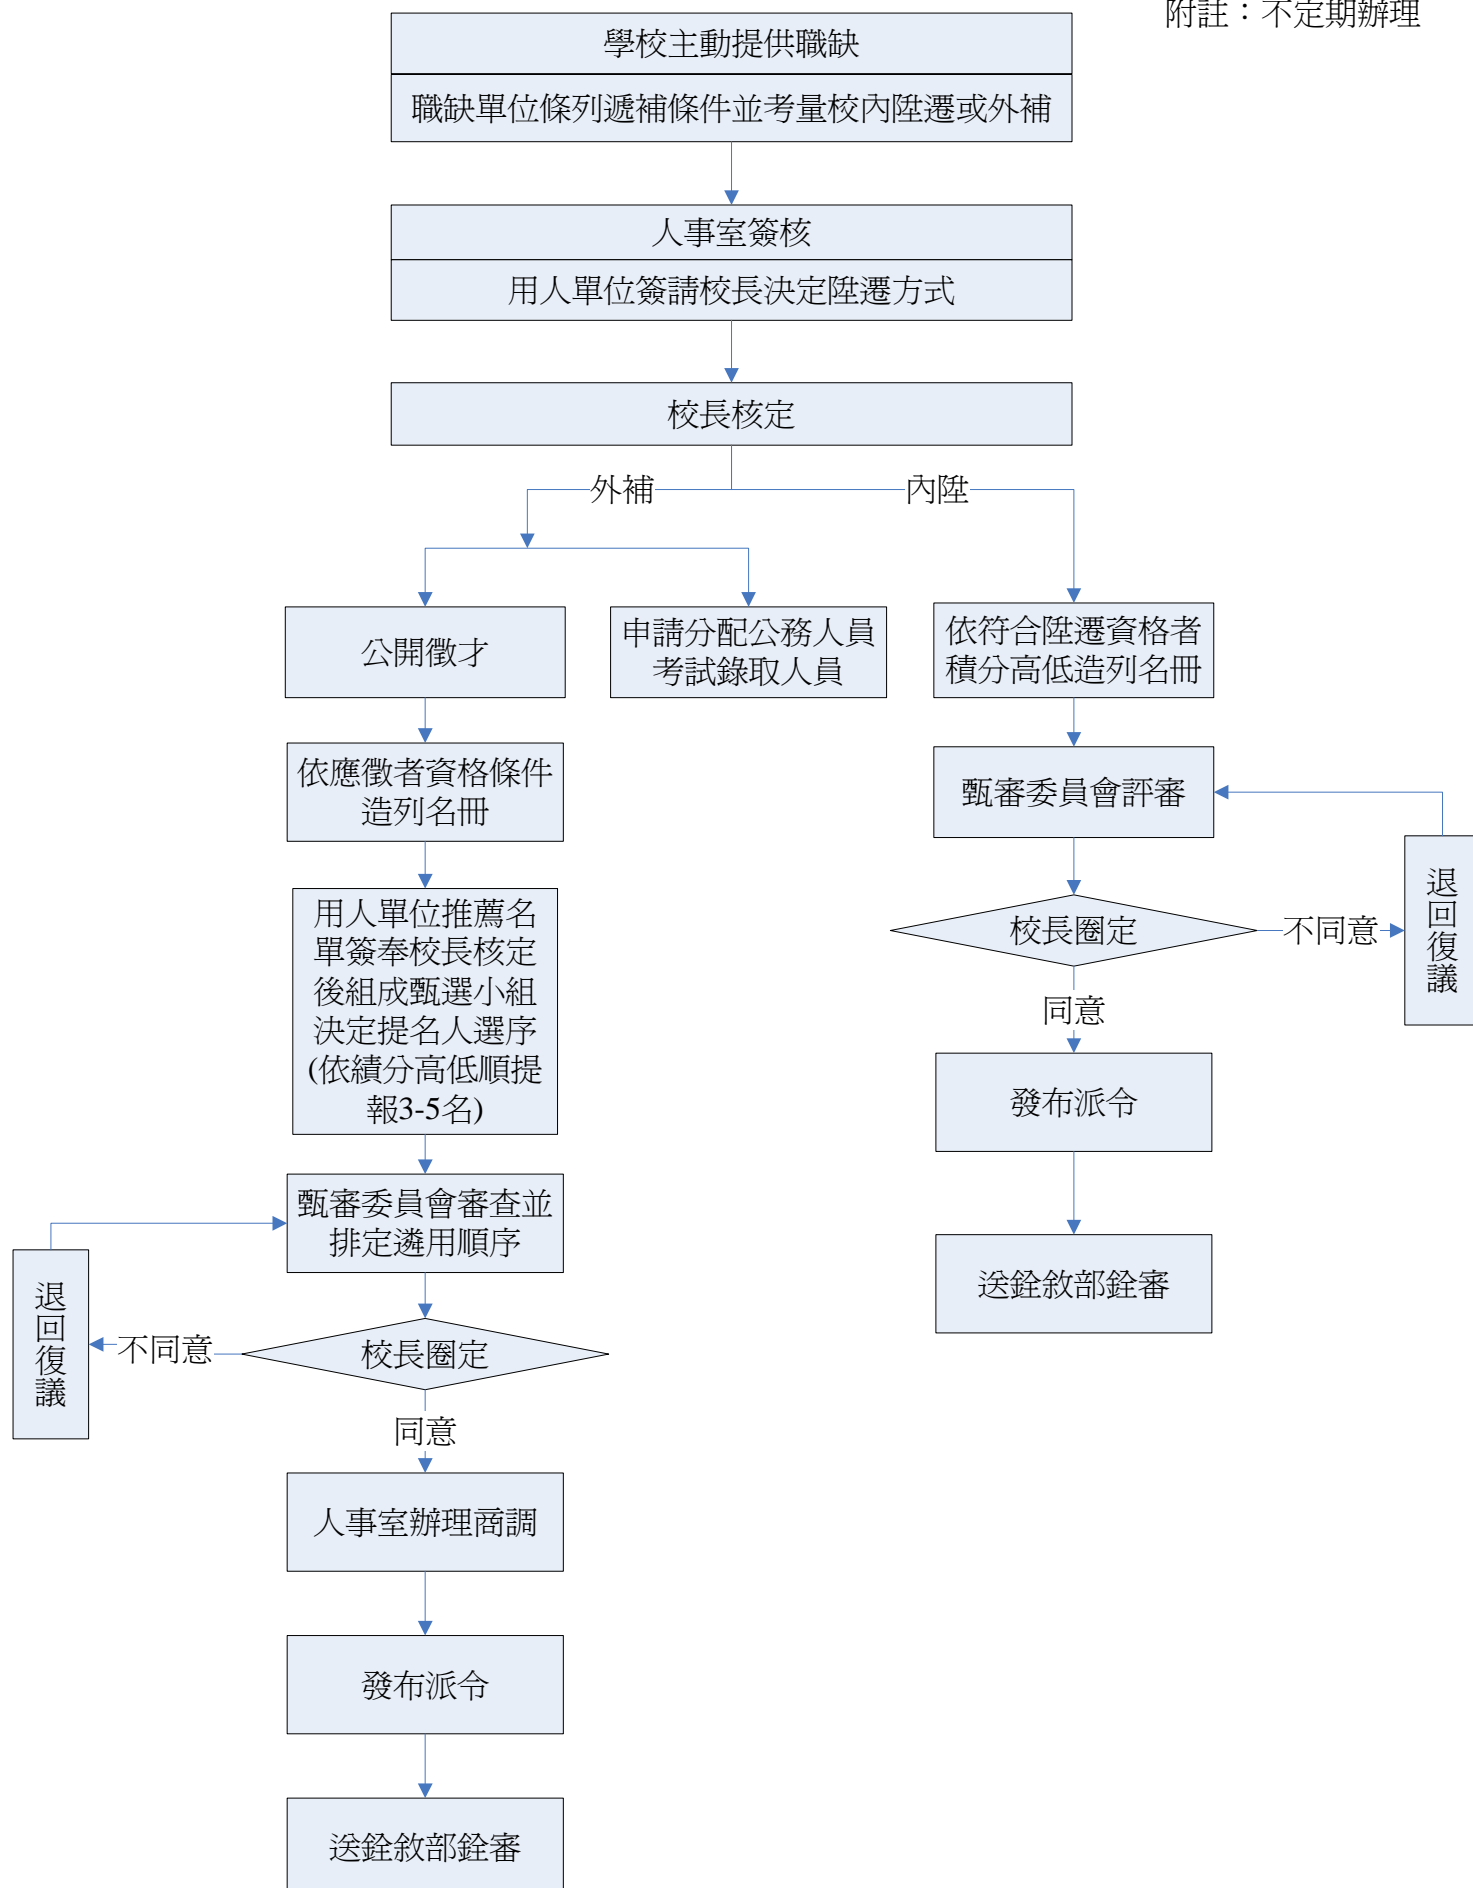 附註：不定期辦理
學校主動提供職缺
職缺單位條列遞補條件並考量校內陞遷或外補
人事室簽核
用人單位簽請校長決定陞遷方式
校長核定
外補
內陞
公開徵才
申請分配公務人員
考試錄取人員
依符合陞遷資格者
積分高低造列名冊
依應徵者資格條件
造列名冊
甄審委員會評審
用人單位推薦名
單簽奉校長核定
後組成甄選小組
決定提名人選序
(依績分高低順提
報3-5名)
校長圈定
不同意
退回復議
同意
發布派令
送銓敘部銓審
甄審委員會審查並
排定遴用順序
退回復議
不同意
校長圈定
同意
人事室辦理商調
發布派令
送銓敘部銓審